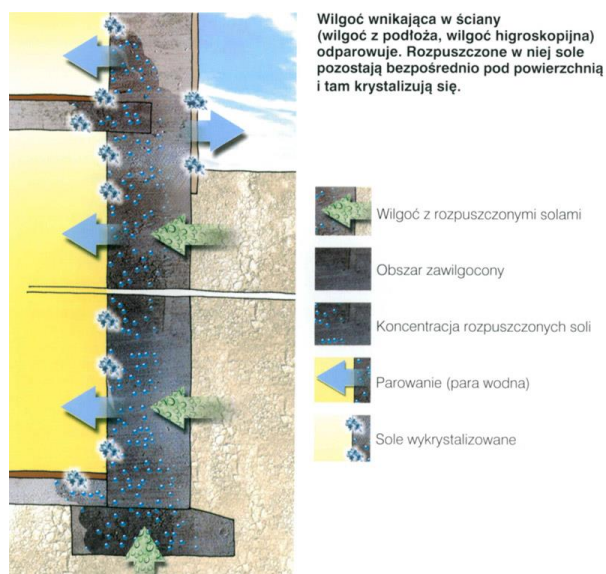 Wilgoć wnikająca w ściany
(wilgoć z podłoża, wilgoć higroskopijna)
odparowuje. Rozpuszczone w niej sole
pozostają bezpośrednio pod powierzchnią
i tam krystalizują się.
Wilgoć z rozpuszczonymi solami
Obszar zawilgocony
Koncentracja rozpuszczonych soli
Parowanie (para wodna)
Sole wykrystalizowane